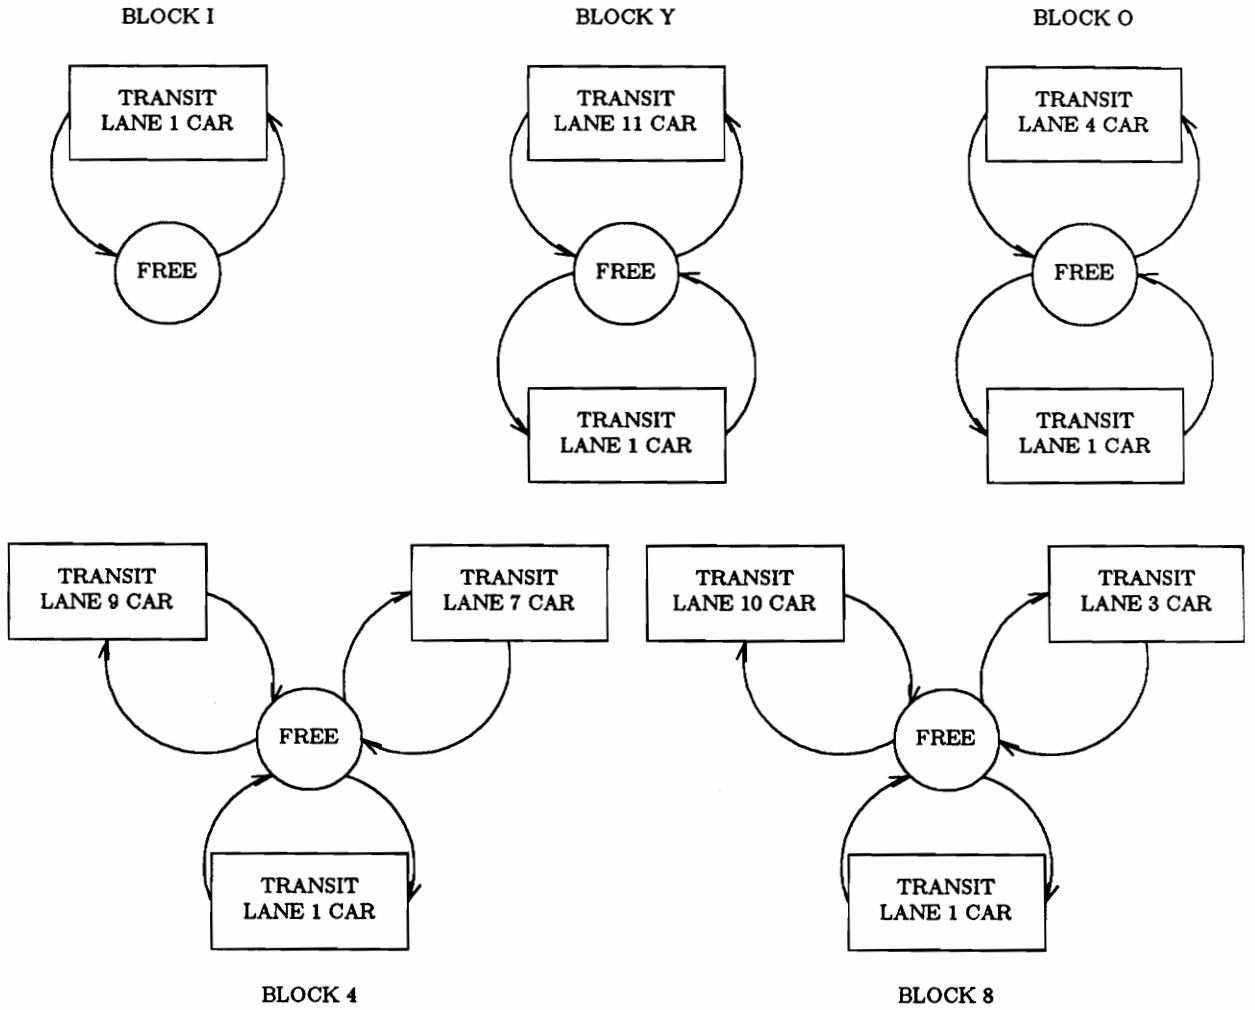 BLOCK I
BLOCK Y
BLOCK O
TRANSIT
LANE 1 CAR
TRANSIT
LANE 11 CAR
TRANSIT
LANE 4 CAR
FREE
FREE
FREE
TRANSIT
LANE 1 CAR
TRANSIT
LANE 1 CAR
TRANSIT
LANE 9 CAR
TRANSIT
LANE 7 CAR
TRANSIT
LANE 10 CAR
TRANSIT
LANE 3 CAR
FREE
FREE
TRANSIT
LANE 1 CAR
TRANSIT
LANE 1 CAR
BLOCK 4
BLOCK 8